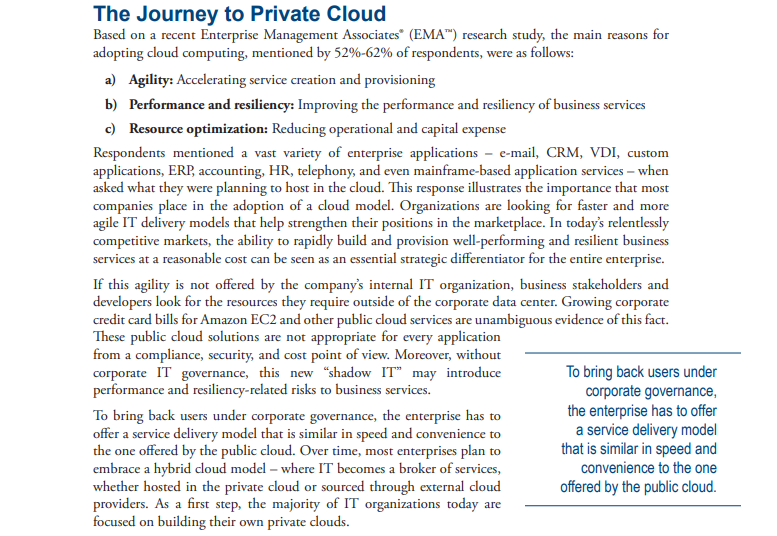 The Journey to Private Cloud
Based on a recent Enterprise Management Associates® (EMA™) research study, the main reasons for
adopting cloud computing, mentioned by 52%-62% of respondents, were as follows:
a) Agility: Accelerating service creation and provisioning
b) Performance and resiliency: Improving the performance and resiliency of business services
c) Resource optimization: Reducing operational and capital expense
Respondents mentioned a vast variety of enterprise applications – e-mail, CRM, VDI, custom
applications, ERP, accounting, HR, telephony, and even mainframe-based application services – when
asked what they were planning to host in the cloud. This response illustrates the importance that most
companies place in the adoption of a cloud model. Organizations are looking for faster and more
agile IT delivery models that help strengthen their positions in the marketplace. In today's relentlessly
competitive markets, the ability to rapidly build and provision well-performing and resilient business
services at a reasonable cost can be seen as an essential strategic differentiator for the entire enterprise.
If this agility is not offered by the company's internal IT organization, business stakeholders and
developers look for the resources they require outside of the corporate data center. Growing corporate
credit card bills for Amazon EC2 and other public cloud services are unambiguous evidence of this fact.
These public cloud solutions are not appropriate for every application
from a compliance, security, and cost point of view. Moreover, without
corporate IT governance, this new "shadow IT" may introduce
performance and resiliency-related risks to business services.
To bring back users under corporate governance, the enterprise has to
offer a service delivery model that is similar in speed and convenience to
the one offered by the public cloud. Over time, most enterprises plan to
embrace a hybrid cloud model – where IT becomes a broker of services,
whether hosted in the private cloud or sourced through external cloud
providers. As a first step, the majority of IT organizations today are
focused on building their own private clouds.
To bring back users under
corporate governance,
the enterprise has to offer
a service delivery model
that is similar in speed and
convenience to the one
offered by the public cloud.